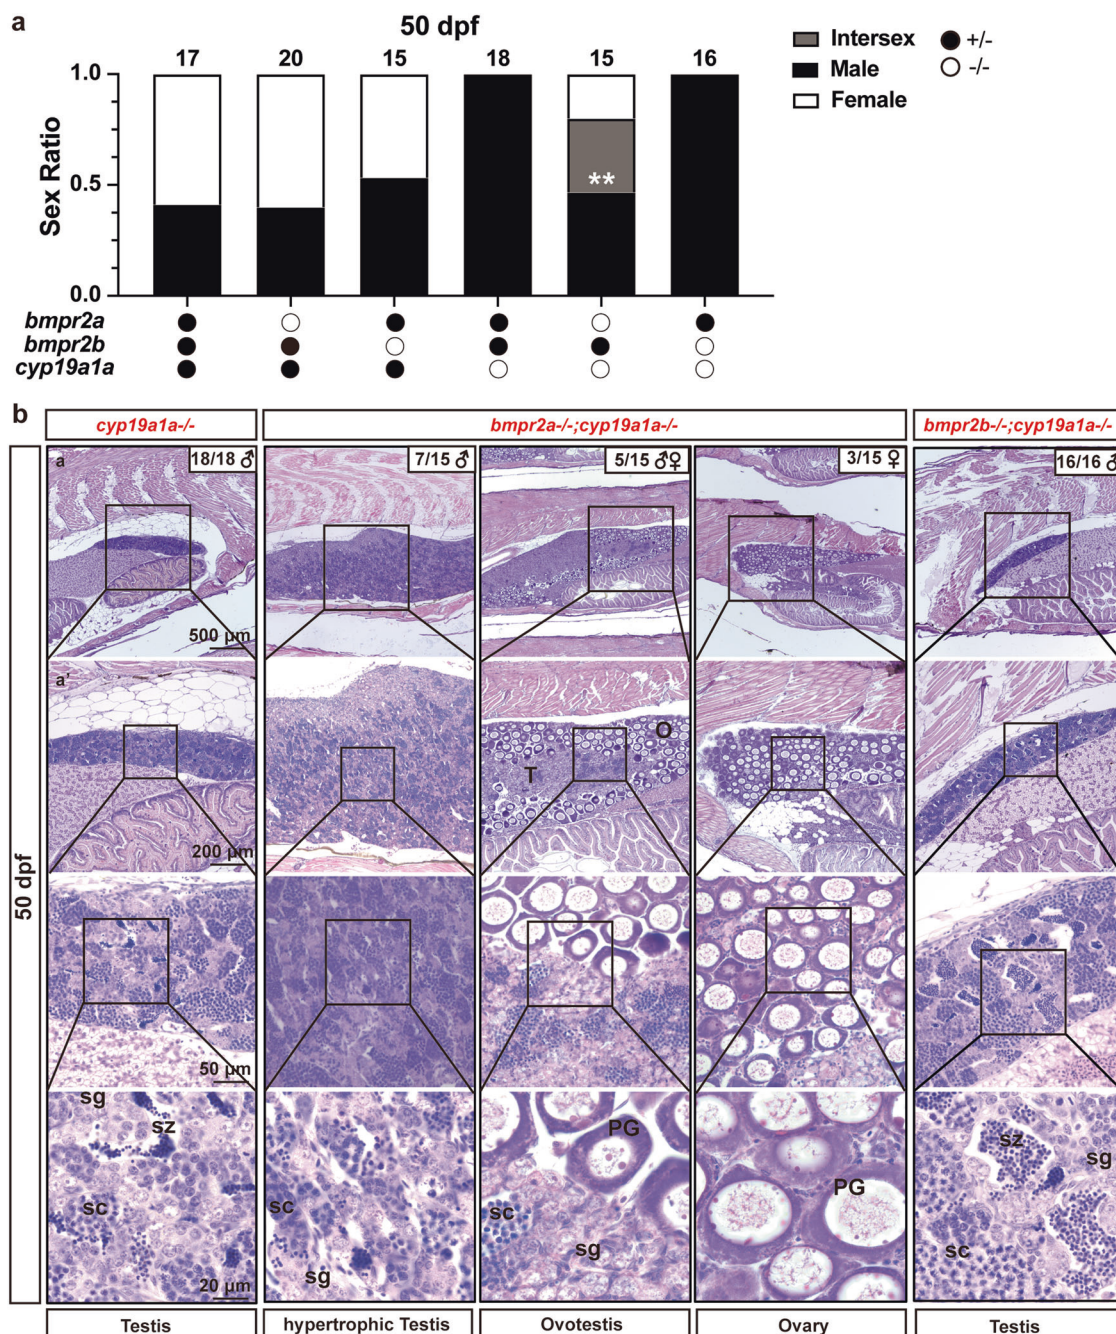 a
50 dpf
17 20 15 18 15 16
Intersex
Male
Female
+/-
-/-
1.0
0.5
0.0
Sex Ratio
**
bmpr2a
bmpr2b
cyp19a1a
b
cyp19a1a-/-
bmpr2a-/-;cyp19a1a-/-
bmpr2b-/-;cyp19a1a-/-
50 dpf
a
18/18 ♂
7/15 ♂
5/15 ♂♀
3/15 ♀
16/16 ♂
500 μm
a'
T
O
200 μm
50 μm
sg
sz
sc
20 μm
sc
sg
PG
sc
sg
PG
sz
sg
sc
Testis
hypertrophic Testis
Ovotestis
Ovary
Testis